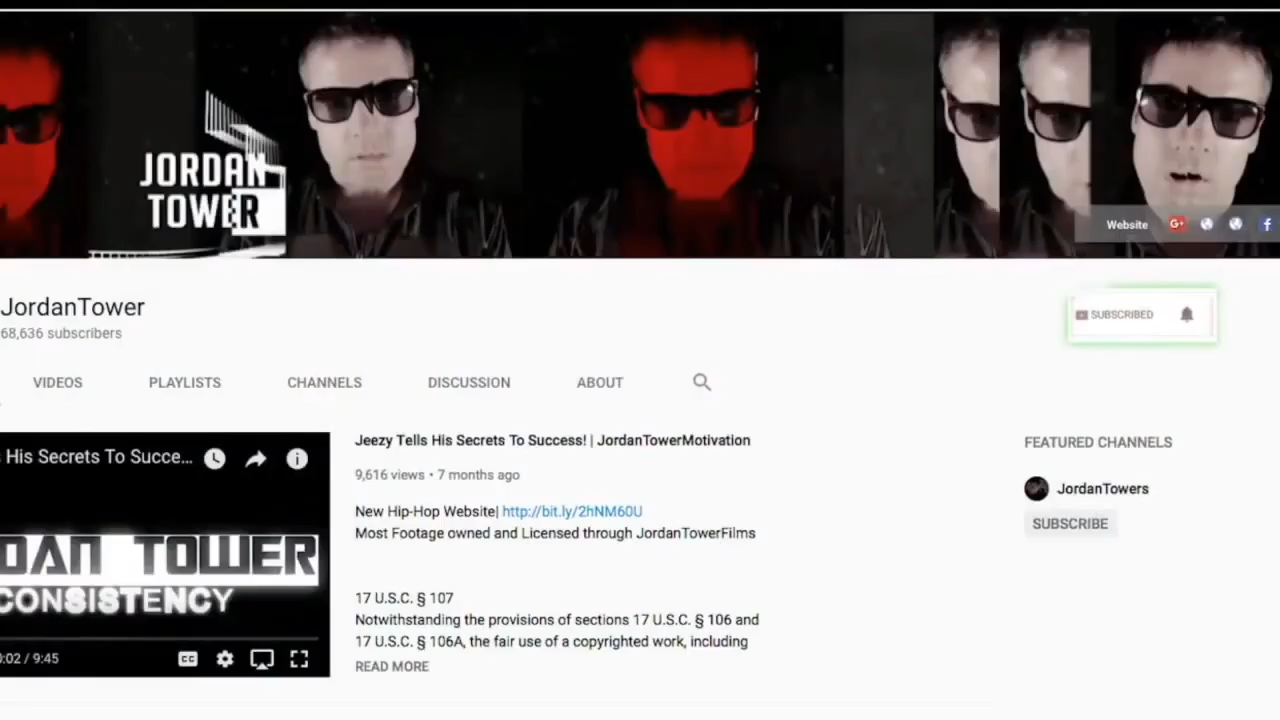 JORDAN
TOWER
Website
G+
f
JordanTower
68,636 subscribers
SUBSCRIBED
VIDEOS PLAYLISTS CHANNELS DISCUSSION ABOUT
His Secrets To Succe...
DAN TOWER
CONSISTENCY
0:02 / 9:45
CC
Jeezy Tells His Secrets To Success! | JordanTowerMotivation
9,616 views • 7 months ago
New Hip-Hop Website| http://bit.ly/2hNM60U
Most Footage owned and Licensed through JordanTowerFilms
17 U.S.C. § 107
Notwithstanding the provisions of sections 17 U.S.C. § 106 and
17 U.S.C. § 106A, the fair use of a copyrighted work, including
READ MORE
FEATURED CHANNELS
JordanTowers
SUBSCRIBE